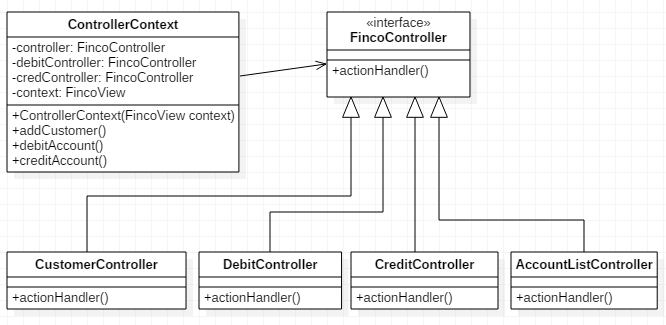 ControllerContext
-controller: FincoController
-debitController: FincoController
-credController: FincoController
-context: FincoView
+ControllerContext(FincoView context)
+addCustomer()
+debitAccount()
+creditAccount()
«interface»
FincoController
+actionHandler()
CustomerController
+actionHandler()
DebitController
+actionHandler()
CreditController
+actionHandler()
AccountListController
+actionHandler()